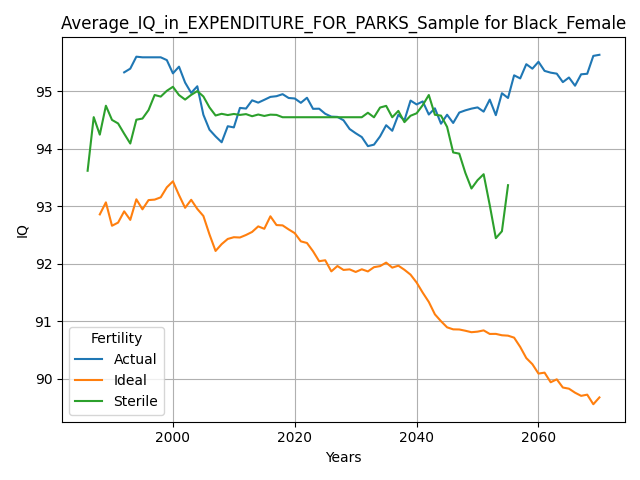 Average_IQ_in_EXPENDITURE_FOR_PARKS_Sample for Black_Female
95
94
93
92
91
90
IQ
Fertility
Actual
Ideal
Sterile
2000
2020
2040
2060
Years